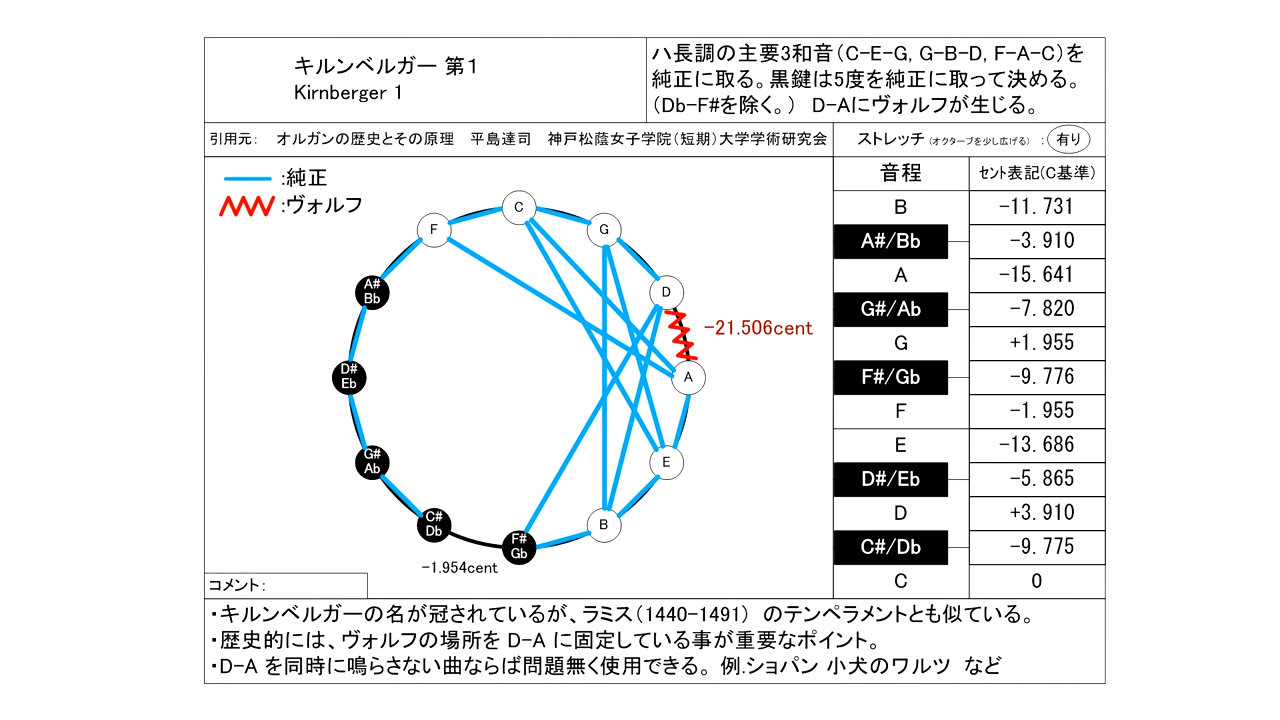 キルンベルガー 第1
Kirnberger 1
ハ長調の主要3和音(C-E-G, G-B-D, F-A-C)を
純正に取る。黒鍵は5度を純正に取って決める。
(Db-F#を除く。) D-Aにヴォルフが生じる。
引用元: オルガンの歴史とその原理 平島達司 神戸松蔭女子学院(短期)大学学術研究会
ストレッチ (オクターブを少し広げる) : 有り
:純正
:ヴォルフ
C
G
D
A
E
B
F#
Gb
C#
Db
G#
Ab
D#
Eb
A#
Bb
F
-21.506cent
-1.954cent
音程 セント表記(C基準)
B -11.731
A#/Bb -3.910
A -15.641
G#/Ab -7.820
G +1.955
F#/Gb -9.776
F -1.955
E -13.686
D#/Eb -5.865
D +3.910
C#/Db -9.775
C 0
コメント:
・キルンベルガーの名が冠されているが、ラミス(1440-1491) のテンペラメントとも似ている。
・歴史的には、ヴォルフの場所を D-A に固定している事が重要なポイント。
・D-A を同時に鳴らさない曲ならば問題無く使用できる。例.ショパン 小犬のワルツ など